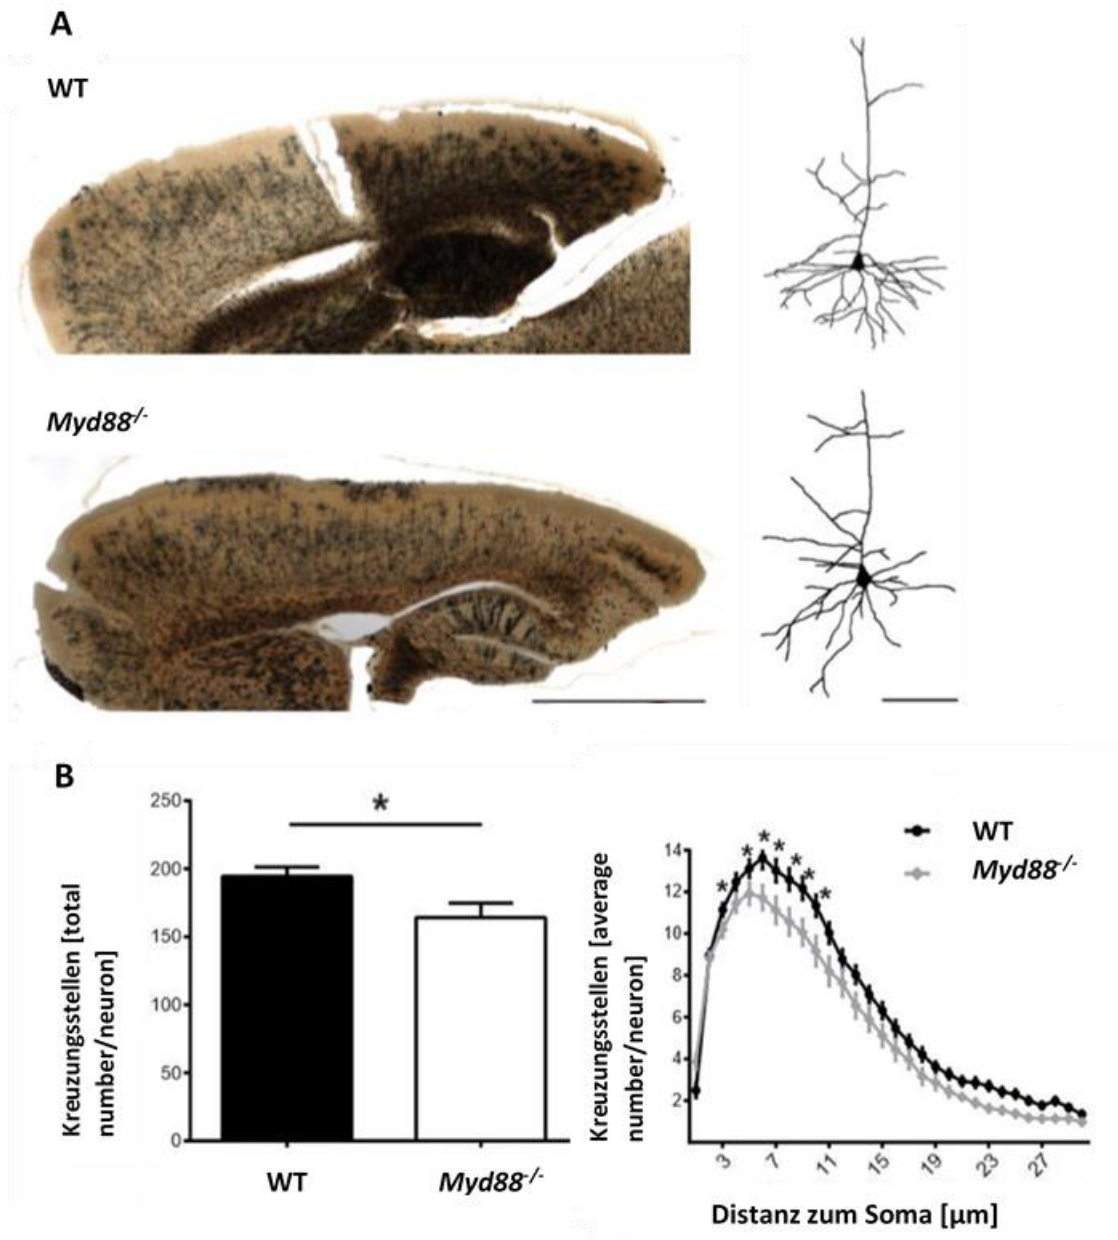 A
WT
Myd88-/-
B
Kreuzungsstellen [total
number/neuron]
250
200
150
100
50
0
*
WT
Myd88-/-
Kreuzungsstellen [average
number/neuron]
14
12
10
8
6
4
2
* * * * * * *
WT
Myd88-/-
3 7 11 15 19 23 27
Distanz zum Soma [µm]